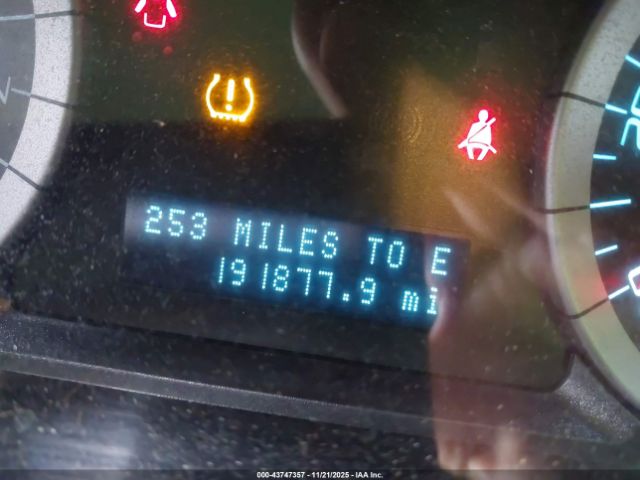 253 MILES TO E
191877.9 mi
000-43747357 - 11/21/2025 - IAA Inc.